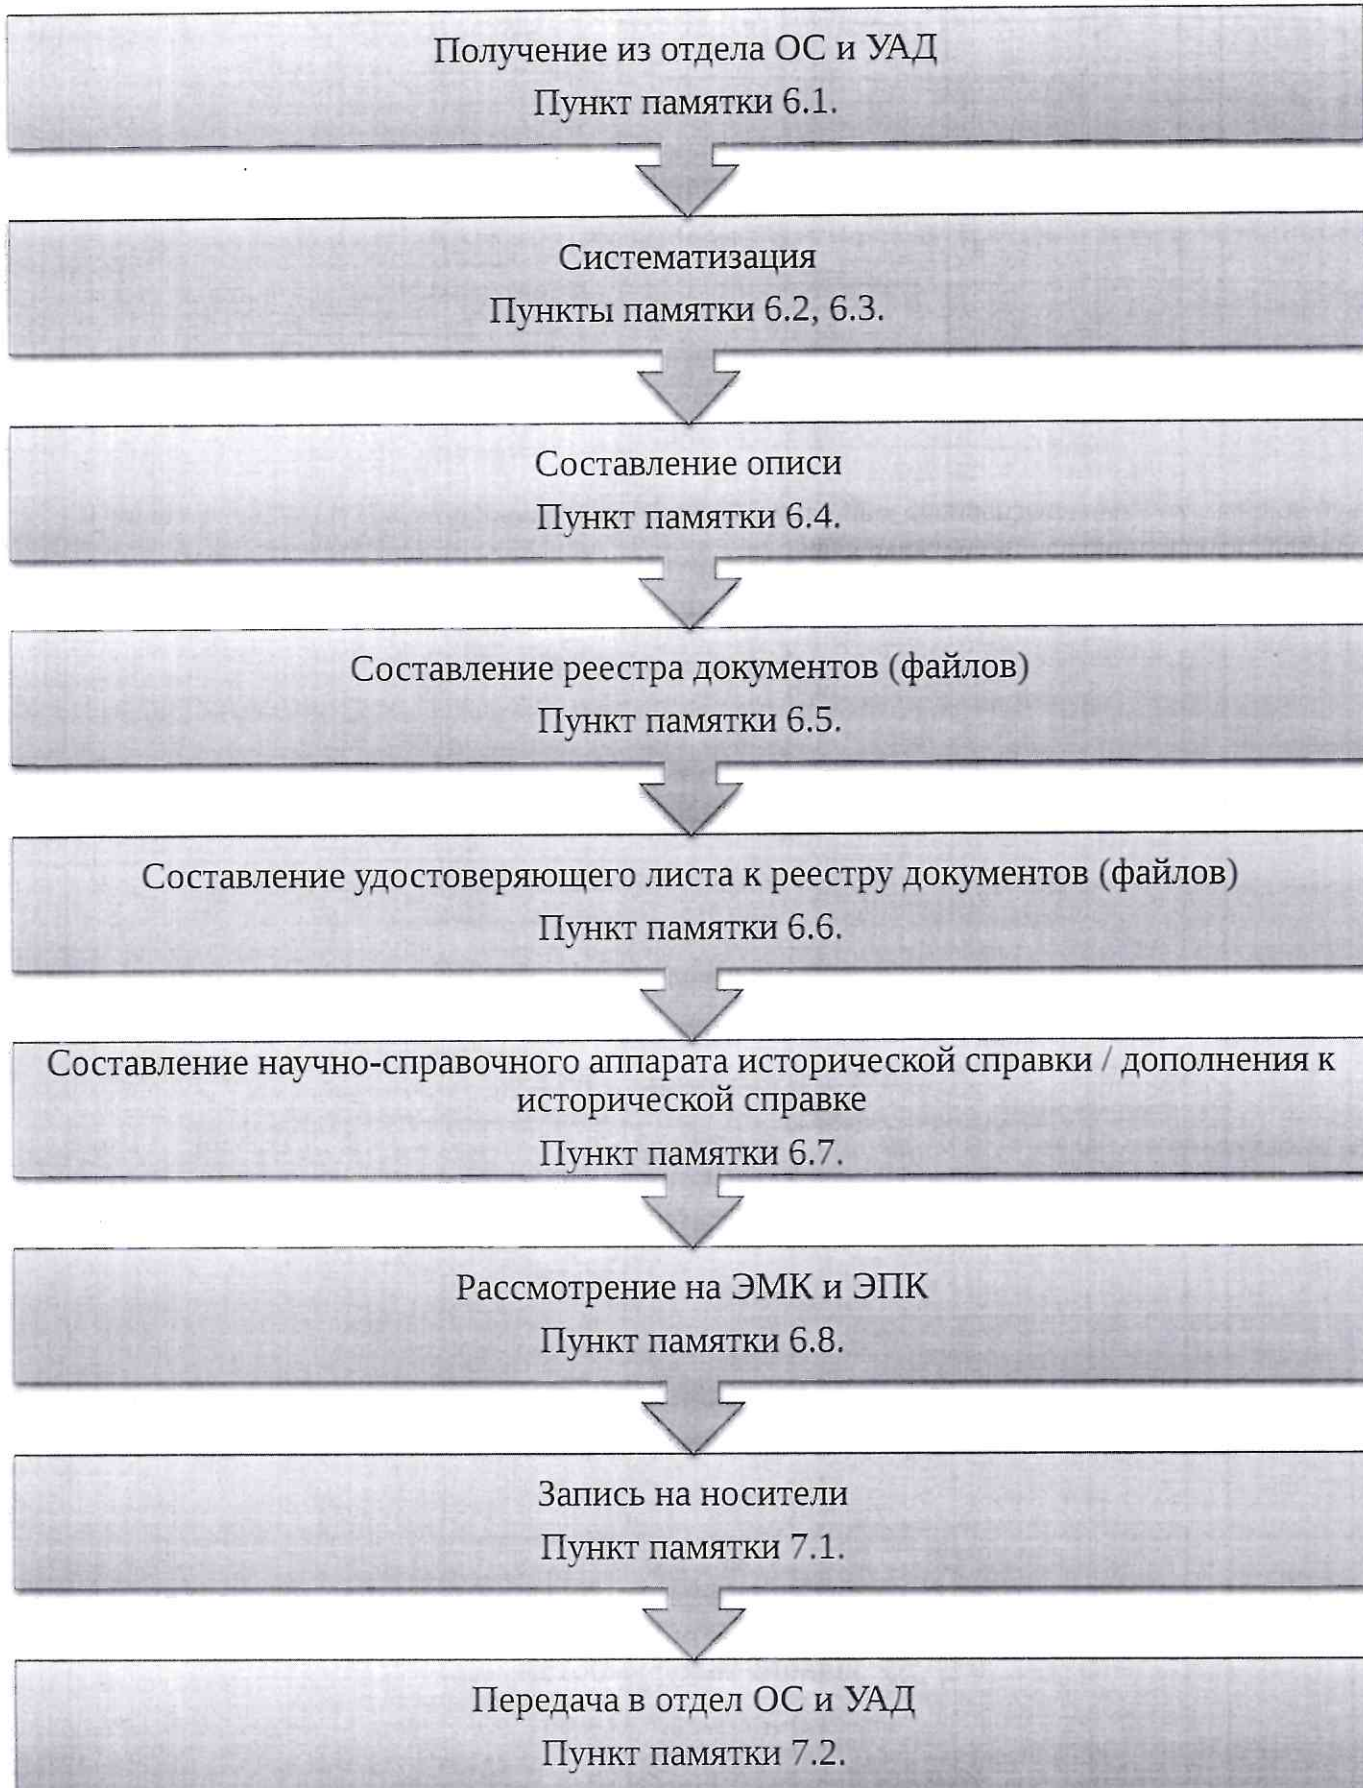 Получение из отдела ОС и УАД
Пункт памятки 6.1.
Систематизация
Пункты памятки 6.2, 6.3.
Составление описи
Пункт памятки 6.4.
Составление реестра документов (файлов)
Пункт памятки 6.5.
Составление удостоверяющего листа к реестру документов (файлов)
Пункт памятки 6.6.
Составление научно-справочного аппарата исторической справки / дополнения к
исторической справке
Пункт памятки 6.7.
Рассмотрение на ЭМК и ЭПК
Пункт памятки 6.8.
Запись на носители
Пункт памятки 7.1.
Передача в отдел ОС и УАД
Пункт памятки 7.2.